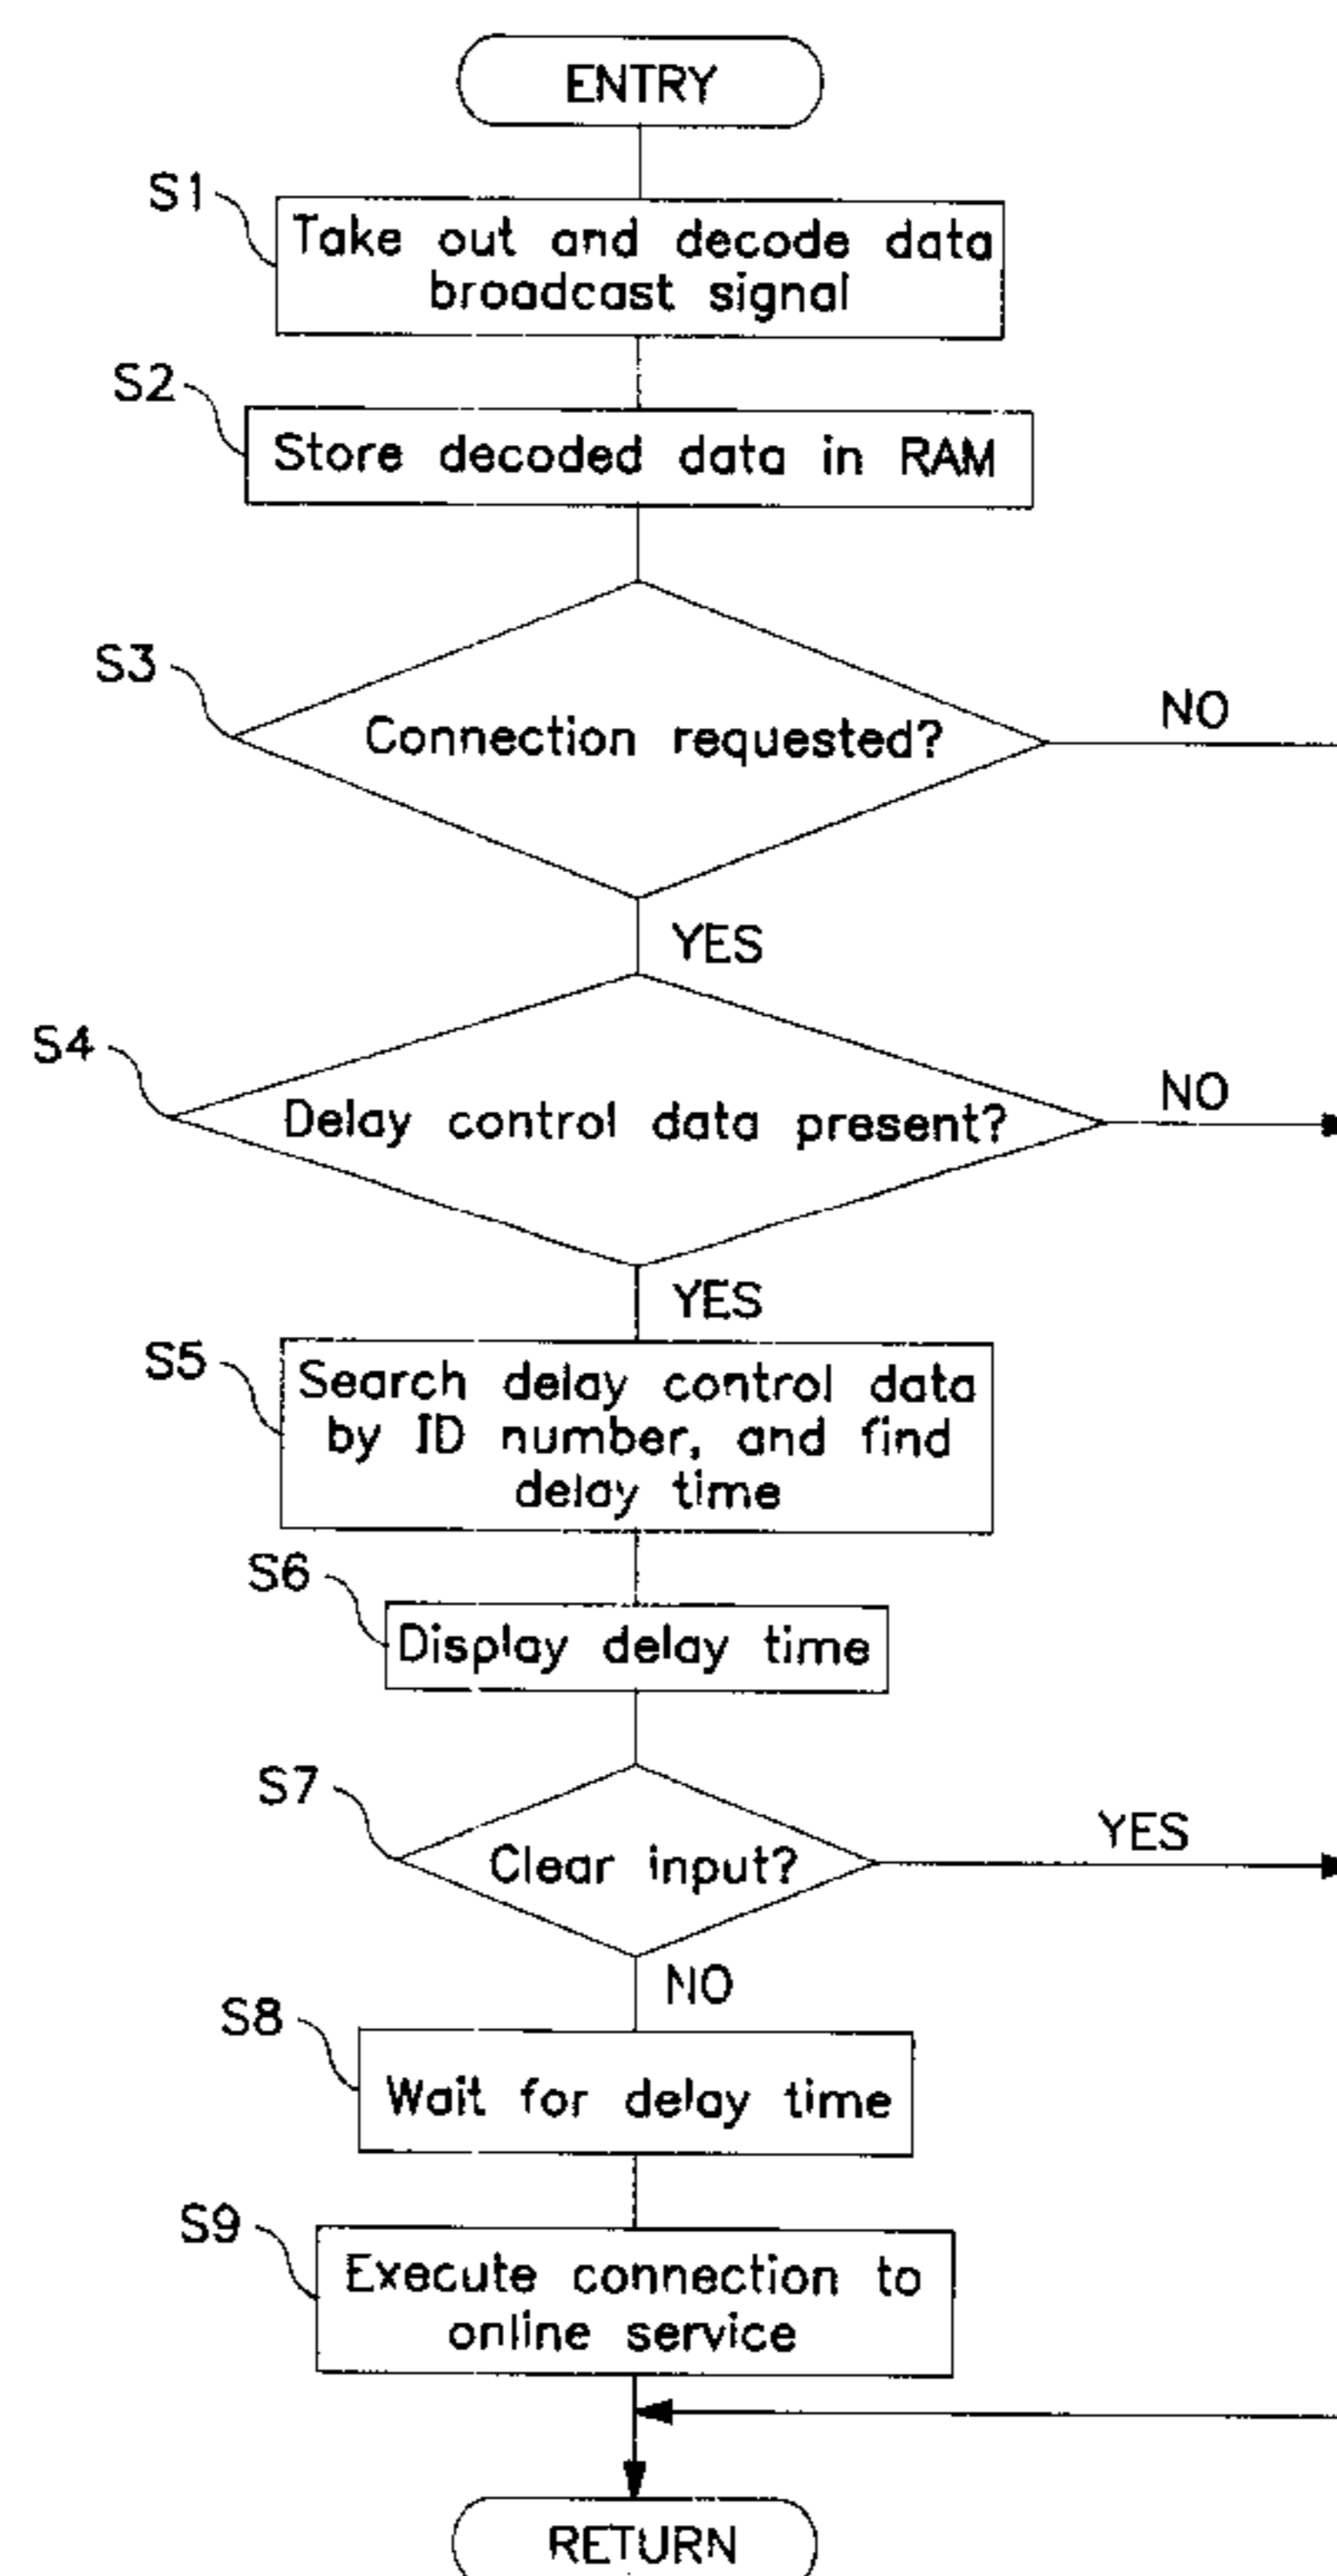 ENTRY
S1
Take out and decode data
broadcast signal
S2
Store decoded data in RAM
S3
Connection requested?
NO
YES
S4
Delay control data present?
NO
YES
S5
Search delay control data
by ID number, and find
delay time
S6
Display delay time
S7
Clear input?
YES
NO
S8
Wait for delay time
S9
Execute connection to
online service
RETURN